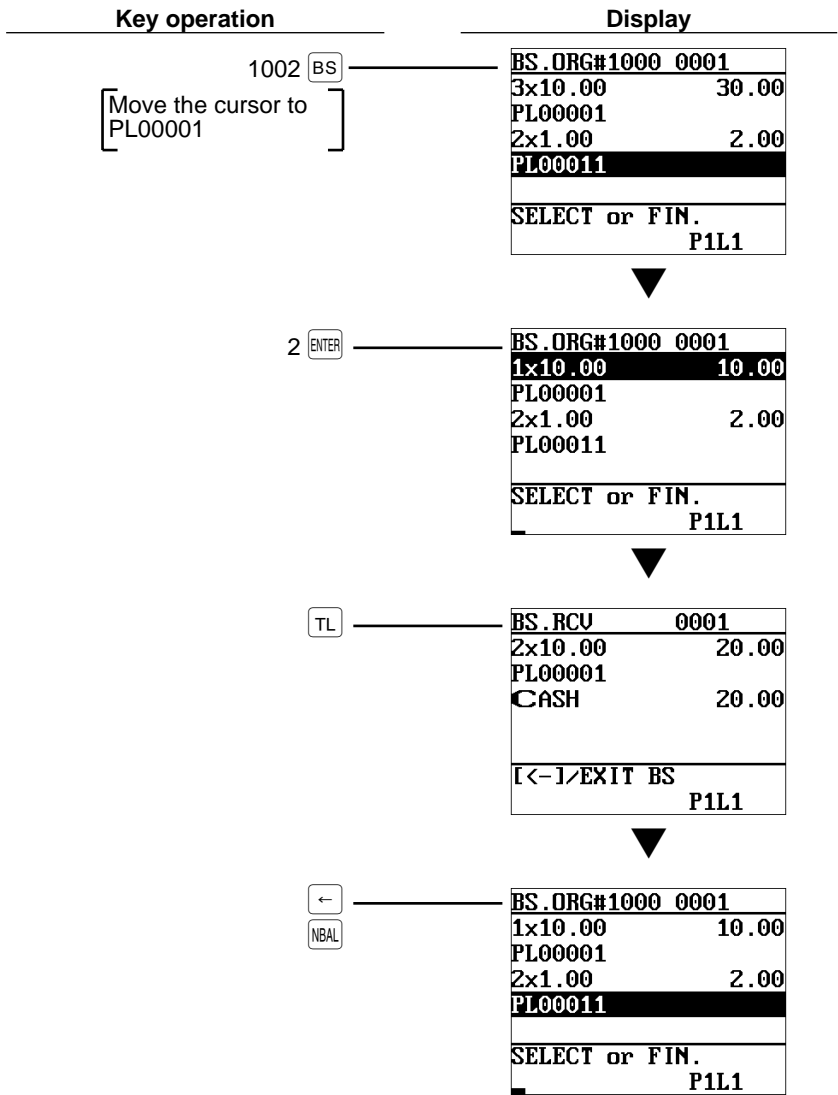 Key operation Display
1002 BS
Move the cursor to
PL00001
BS.ORG#1000 0001
3x10.00 30.00
PL00001
2x1.00 2.00
PL00011
SELECT or FIN.
P1L1
2 ENTER
BS.ORG#1000 0001
1x10.00 10.00
PL00001
2x1.00 2.00
PL00011
SELECT or FIN.
P1L1
TL
BS.RCV 0001
2x10.00 20.00
PL00001
CASH 20.00
[<-]/EXIT BS
P1L1
←
NBAL
BS.ORG#1000 0001
1x10.00 10.00
PL00001
2x1.00 2.00
PL00011
SELECT or FIN.
P1L1